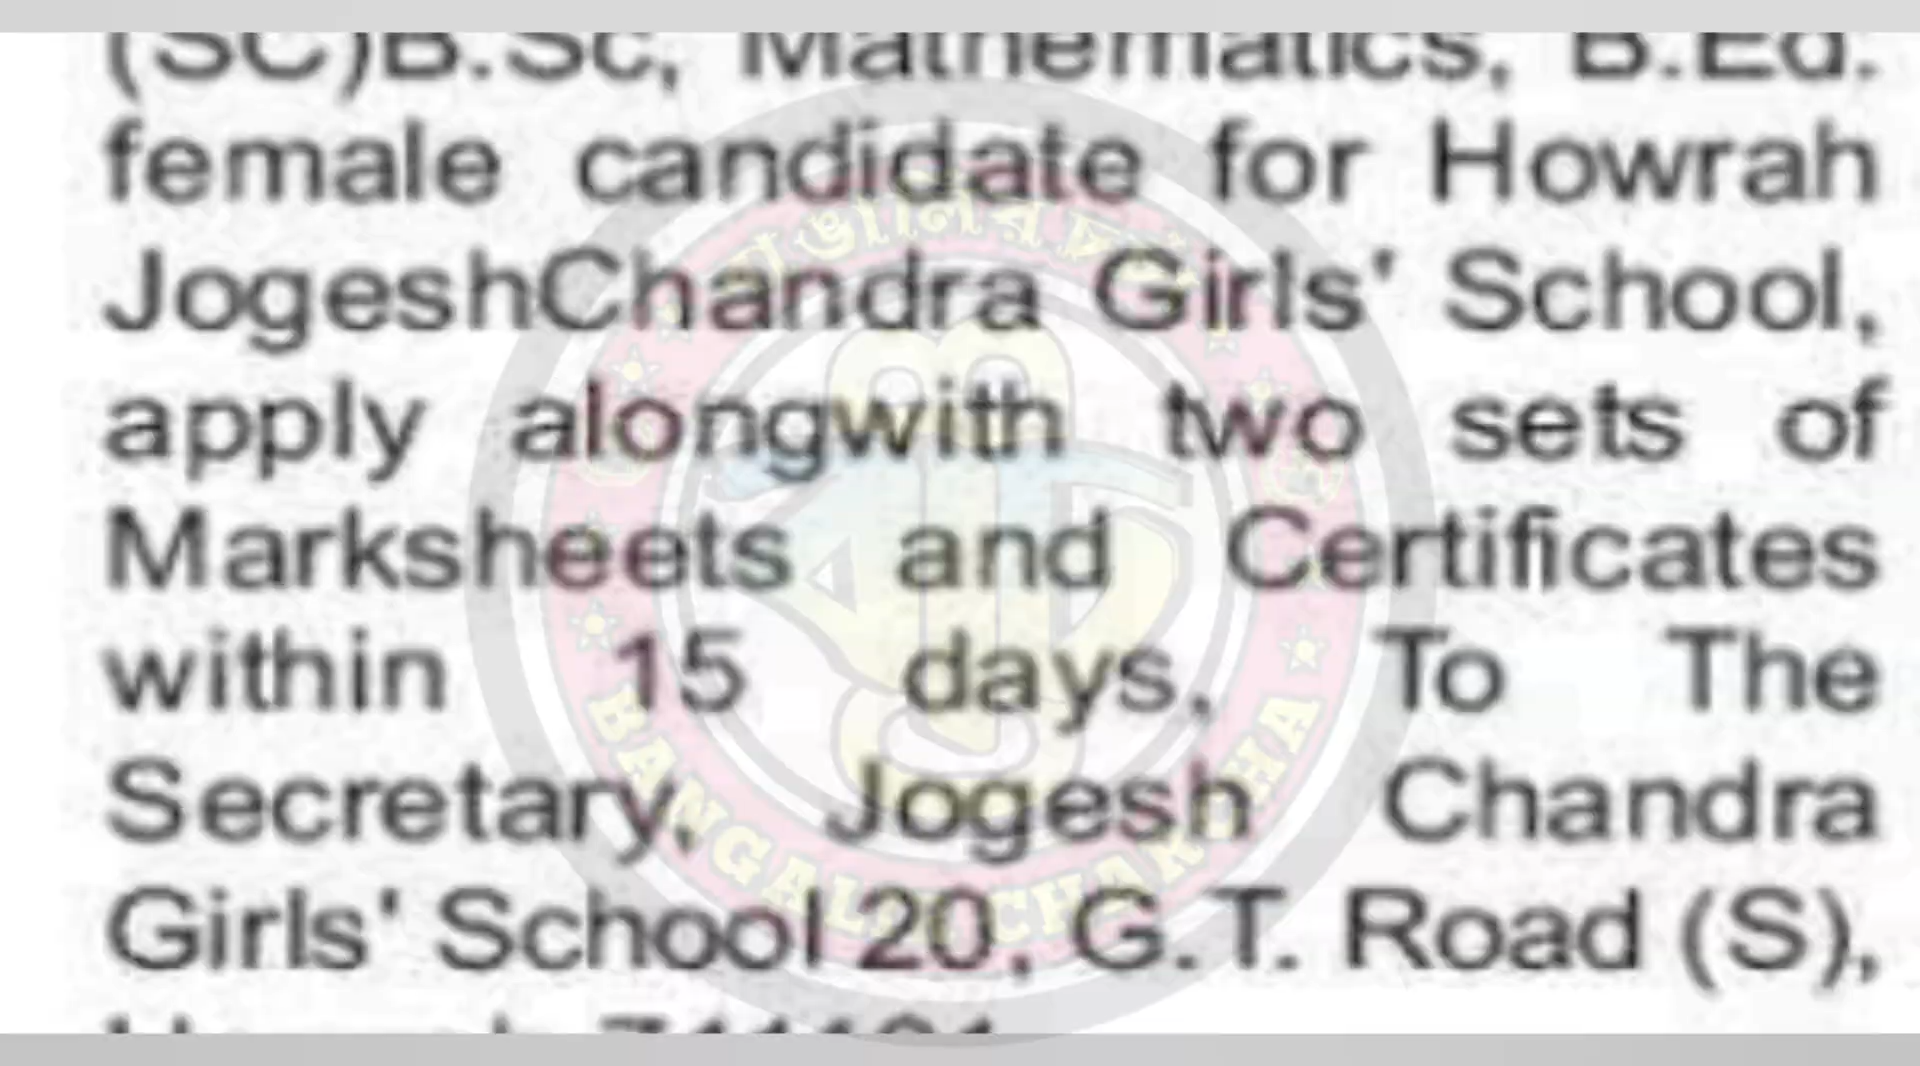 (SC)B.Sc, Mathematics, B.Ed.
female candidate for Howrah
JogeshChandra Girls' School,
apply alongwith two sets of
Marksheets and Certificates
within 15 days, To The
Secretary, Jogesh Chandra
Girls' School 20, G.T. Road (S),